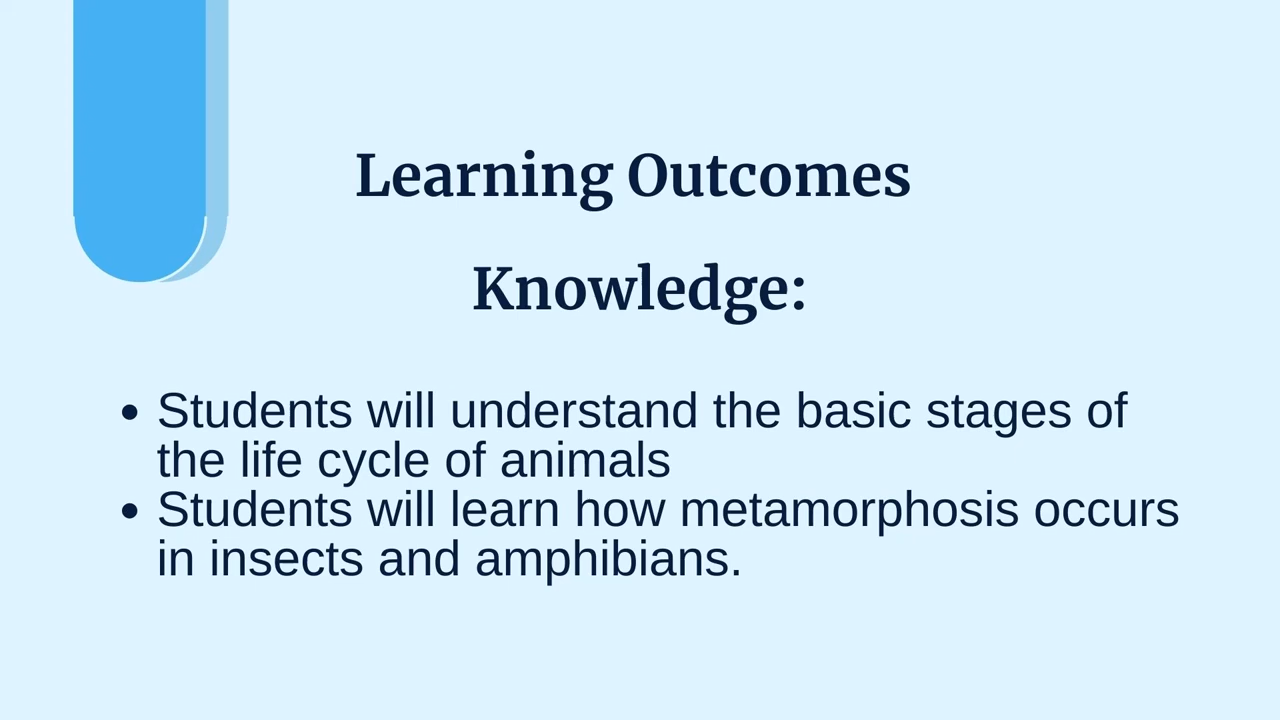 Learning Outcomes
Knowledge:
• Students will understand the basic stages of
the life cycle of animals
• Students will learn how metamorphosis occurs
in insects and amphibians.